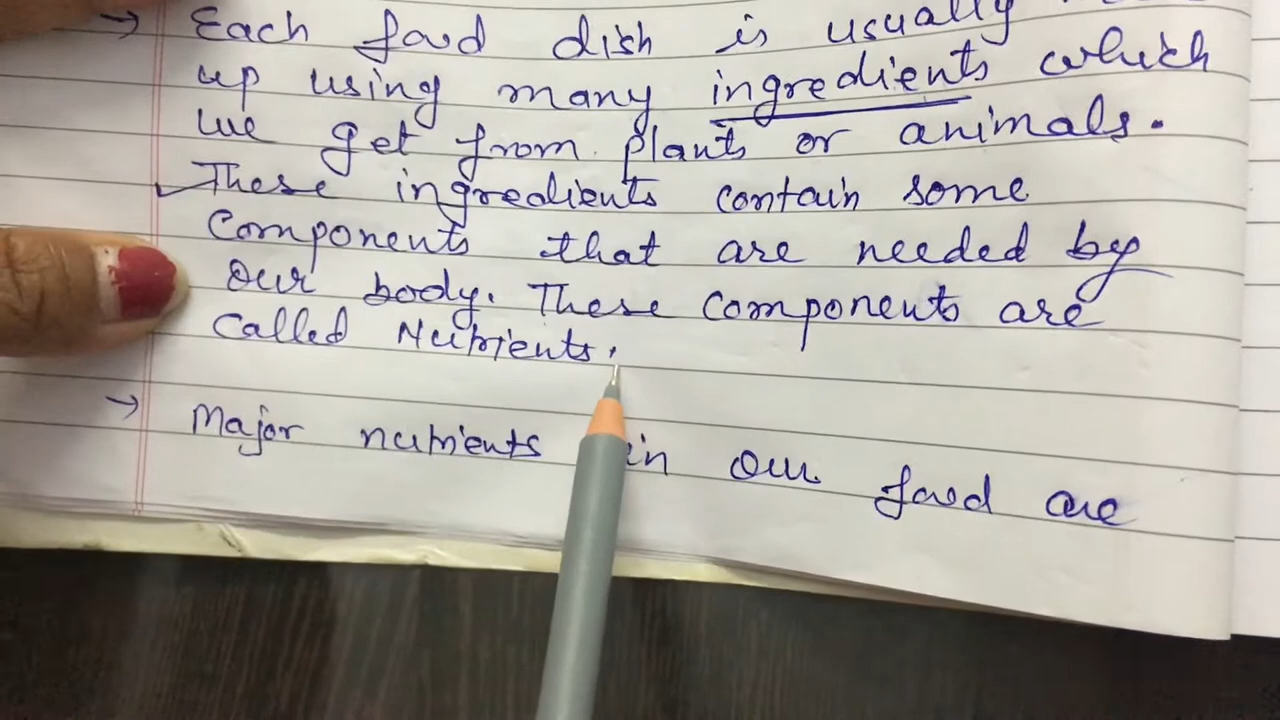 → Each food dish is usually
up using many ingredients which
we get from plants or animals.
These ingredients contain some
components that are needed by
our body. These components are
called Nutrients.
→ Major nutrients in our food are